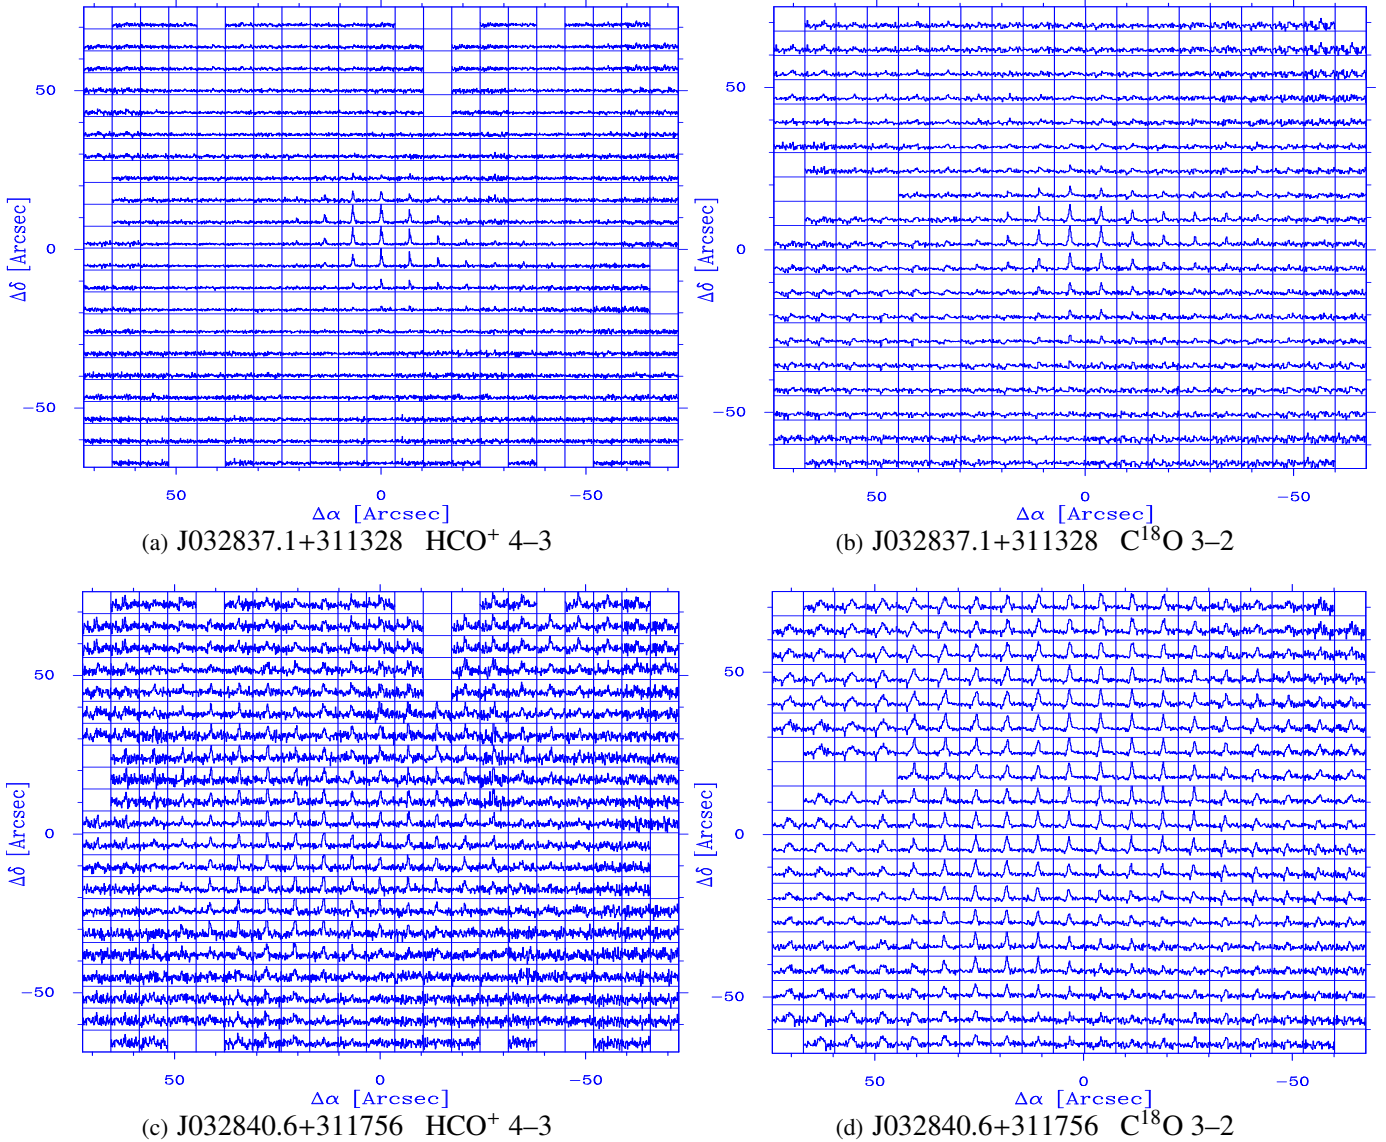 50
0
−50
Δδ [Arcsec]
50 0 −50
Δα [Arcsec]
(a) J032837.1+311328 HCO⁺ 4–3
50
0
−50
Δδ [Arcsec]
50 0 −50
Δα [Arcsec]
(b) J032837.1+311328 C¹⁸O 3–2
50
0
−50
Δδ [Arcsec]
50 0 −50
Δα [Arcsec]
(c) J032840.6+311756 HCO⁺ 4–3
50
0
−50
Δδ [Arcsec]
50 0 −50
Δα [Arcsec]
(d) J032840.6+311756 C¹⁸O 3–2